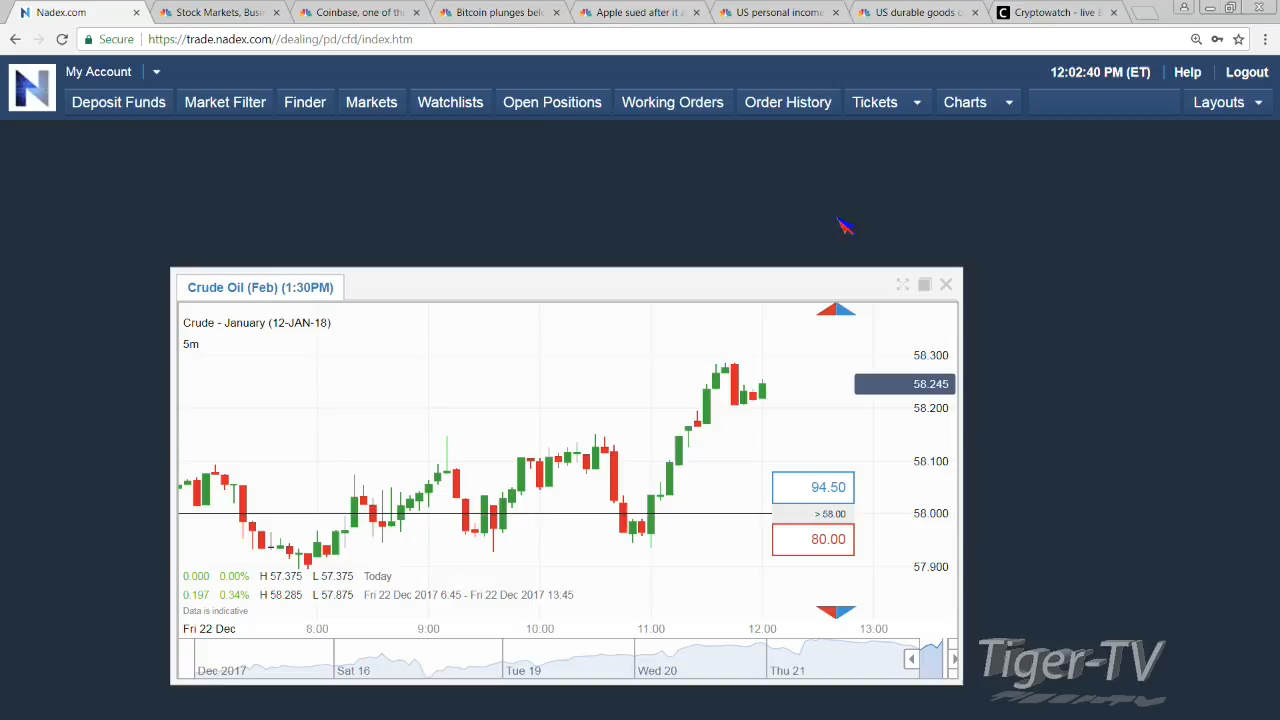 Nadex.com
Stock Markets, Busi
Coinbase, one of the
Bitcoin plunges bel
Apple sued after it a
US personal income
US durable goods o
Cryptowatch - live B
Secure https://trade.nadex.com//dealing/pd/cfd/index.htm
My Account
12:02:40 PM (ET) Help Logout
Deposit Funds Market Filter Finder Markets Watchlists Open Positions Working Orders Order History Tickets Charts Layouts
Crude Oil (Feb) (1:30PM)
Crude - January (12-JAN-18)
5m
58.300
58.245
58.200
58.100
94.50
> 58.00
58.000
80.00
57.900
0.000 0.00% H 57.375 L 57.375 Today
0.197 0.34% H 58.285 L 57.875 Fri 22 Dec 2017 6.45 - Fri 22 Dec 2017 13.45
Data is indicative
Fri 22 Dec 8:00 9:00 10:00 11:00 12:00 13:00
Dec 2017 Sat 16 Tue 19 Wed 20 Thu 21
Tiger-TV